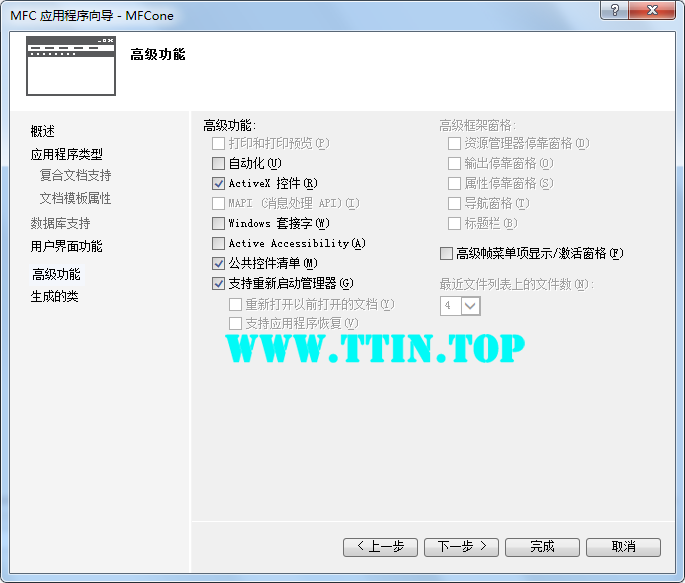 MFC 应用程序向导 - MFCone
高级功能
概述
应用程序类型
复合文档支持
文档模板属性
数据库支持
用户界面功能
高级功能
生成的类
高级功能:
打印和打印预览(P)
自动化(U)
ActiveX 控件(R)
MAPI (消息处理 API)(I)
Windows 套接字(W)
Active Accessibility(A)
公共控件清单(M)
支持重新启动管理器(G)
重新打开以前打开的文档(Y)
支持应用程序恢复(V)
高级框架窗格:
资源管理器停靠窗格(D)
输出停靠窗格(O)
属性停靠窗格(S)
导航窗格(T)
标题栏(B)
高级帧菜单项显示/激活窗格(F)
最近文件列表上的文件数(N):
4
WWW.TTIN.TOP
< 上一步
下一步 >
完成
取消